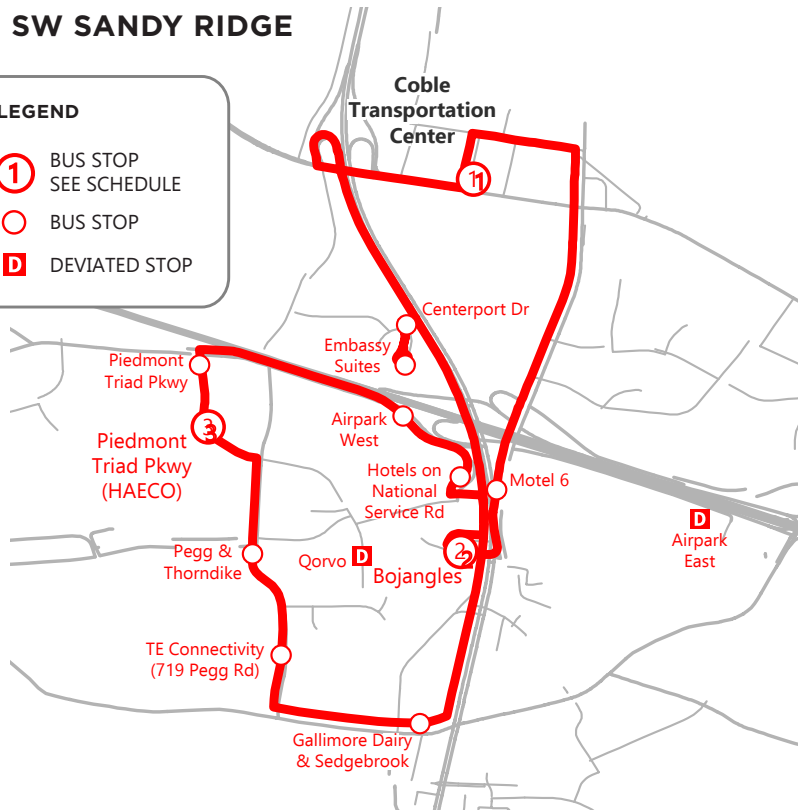 SW SANDY RIDGE
LEGEND
1
BUS STOP
SEE SCHEDULE
BUS STOP
D
DEVIATED STOP
Coble
Transportation
Center
1
Centerport Dr
Embassy
Suites
Piedmont
Triad Pkwy
3
Piedmont
Triad Pkwy
(HAECO)
Airpark
West
Hotels on
National
Service Rd
Motel 6
D
Airpark
East
Pegg &
Thorndike
Qorvo
D
2
Bojangles
TE Connectivity
(719 Pegg Rd)
Gallimore Dairy
& Sedgebrook